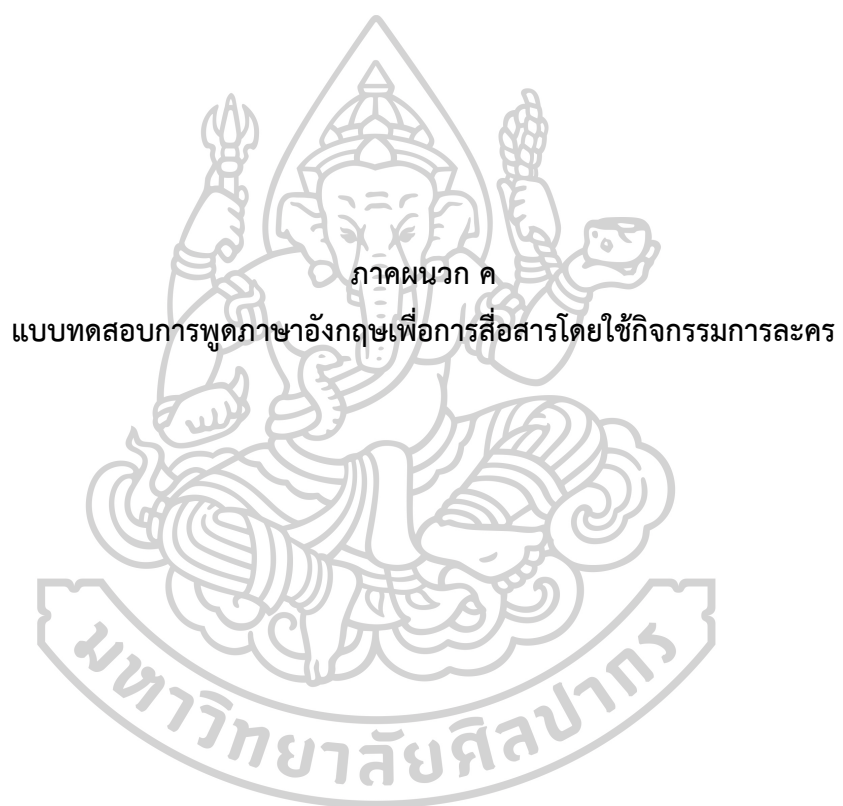 ภาคผนวก ค
แบบทดสอบการพูดภาษาอังกฤษเพื่อการสื่อสารโดยใช้กิจกรรมการละคร
มหาวิทยาลัยศิลปากร